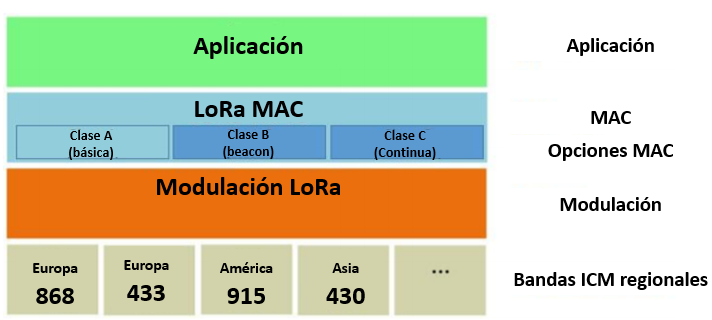 Aplicación
Aplicación
LoRa MAC
MAC
Clase A
(básica)
Clase B
(beacon)
Clase C
(Continua)
Opciones MAC
Modulación LoRa
Modulación
Europa
868
Europa
433
América
915
Asia
430
...
Bandas ICM regionales